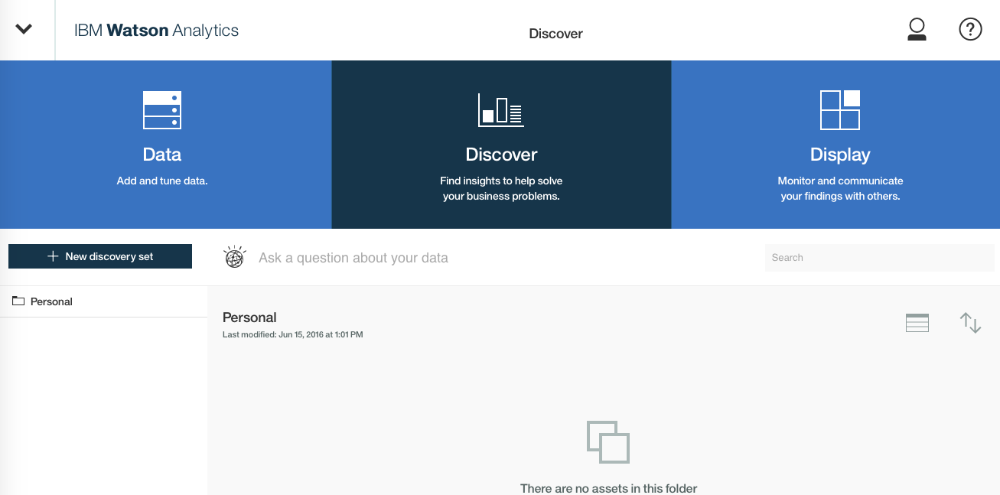 IBM Watson Analytics
Discover
?
Data
Add and tune data.
Discover
Find insights to help solve
your business problems.
Display
Monitor and communicate
your findings with others.
+ New discovery set
Ask a question about your data
Search
Personal
Personal
Last modified: Jun 15, 2016 at 1:01 PM
There are no assets in this folder